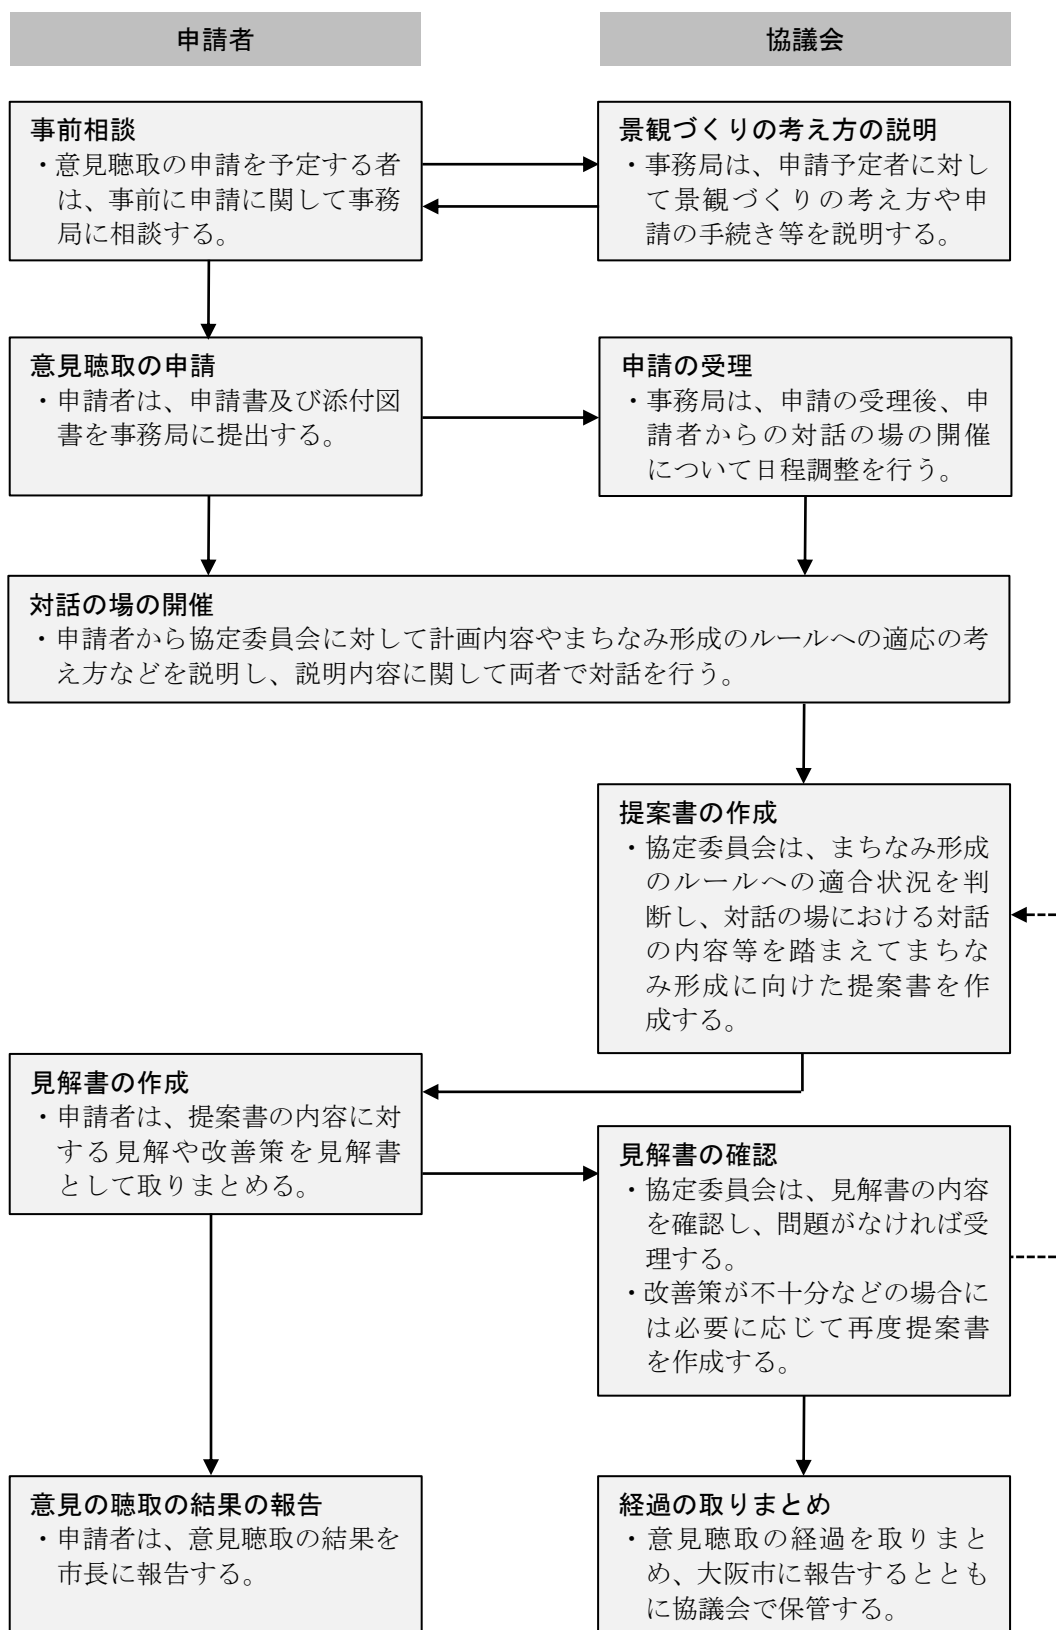 申請者
協議会
事前相談
・意見聴取の申請を予定する者
は、事前に申請に関して事務
局に相談する。
景観づくりの考え方の説明
・事務局は、申請予定者に対し
て景観づくりの考え方や申
請の手続き等を説明する。
意見聴取の申請
・申請者は、申請書及び添付図
書を事務局に提出する。
申請の受理
・事務局は、申請の受理後、申
請者からの対話の場の開催
について日程調整を行う。
対話の場の開催
・申請者から協定委員会に対して計画内容やまちなみ形成のルールへの適応の考
え方などを説明し、説明内容に関して両者で対話を行う。
提案書の作成
・協定委員会は、まちなみ形成
のルールへの適合状況を判
断し、対話の場における対話
の内容等を踏まえてまちな
み形成に向けた提案書を作
成する。
見解書の作成
・申請者は、提案書の内容に対
する見解や改善策を見解書
として取りまとめる。
見解書の確認
・協定委員会は、見解書の内容
を確認し、問題がなければ受
理する。
・改善策が不十分などの場合に
は必要に応じて再度提案書
を作成する。
意見の聴取の結果の報告
・申請者は、意見聴取の結果を
市長に報告する。
経過の取りまとめ
・意見聴取の経過を取りまと
め、大阪市に報告するととも
に協議会で保管する。